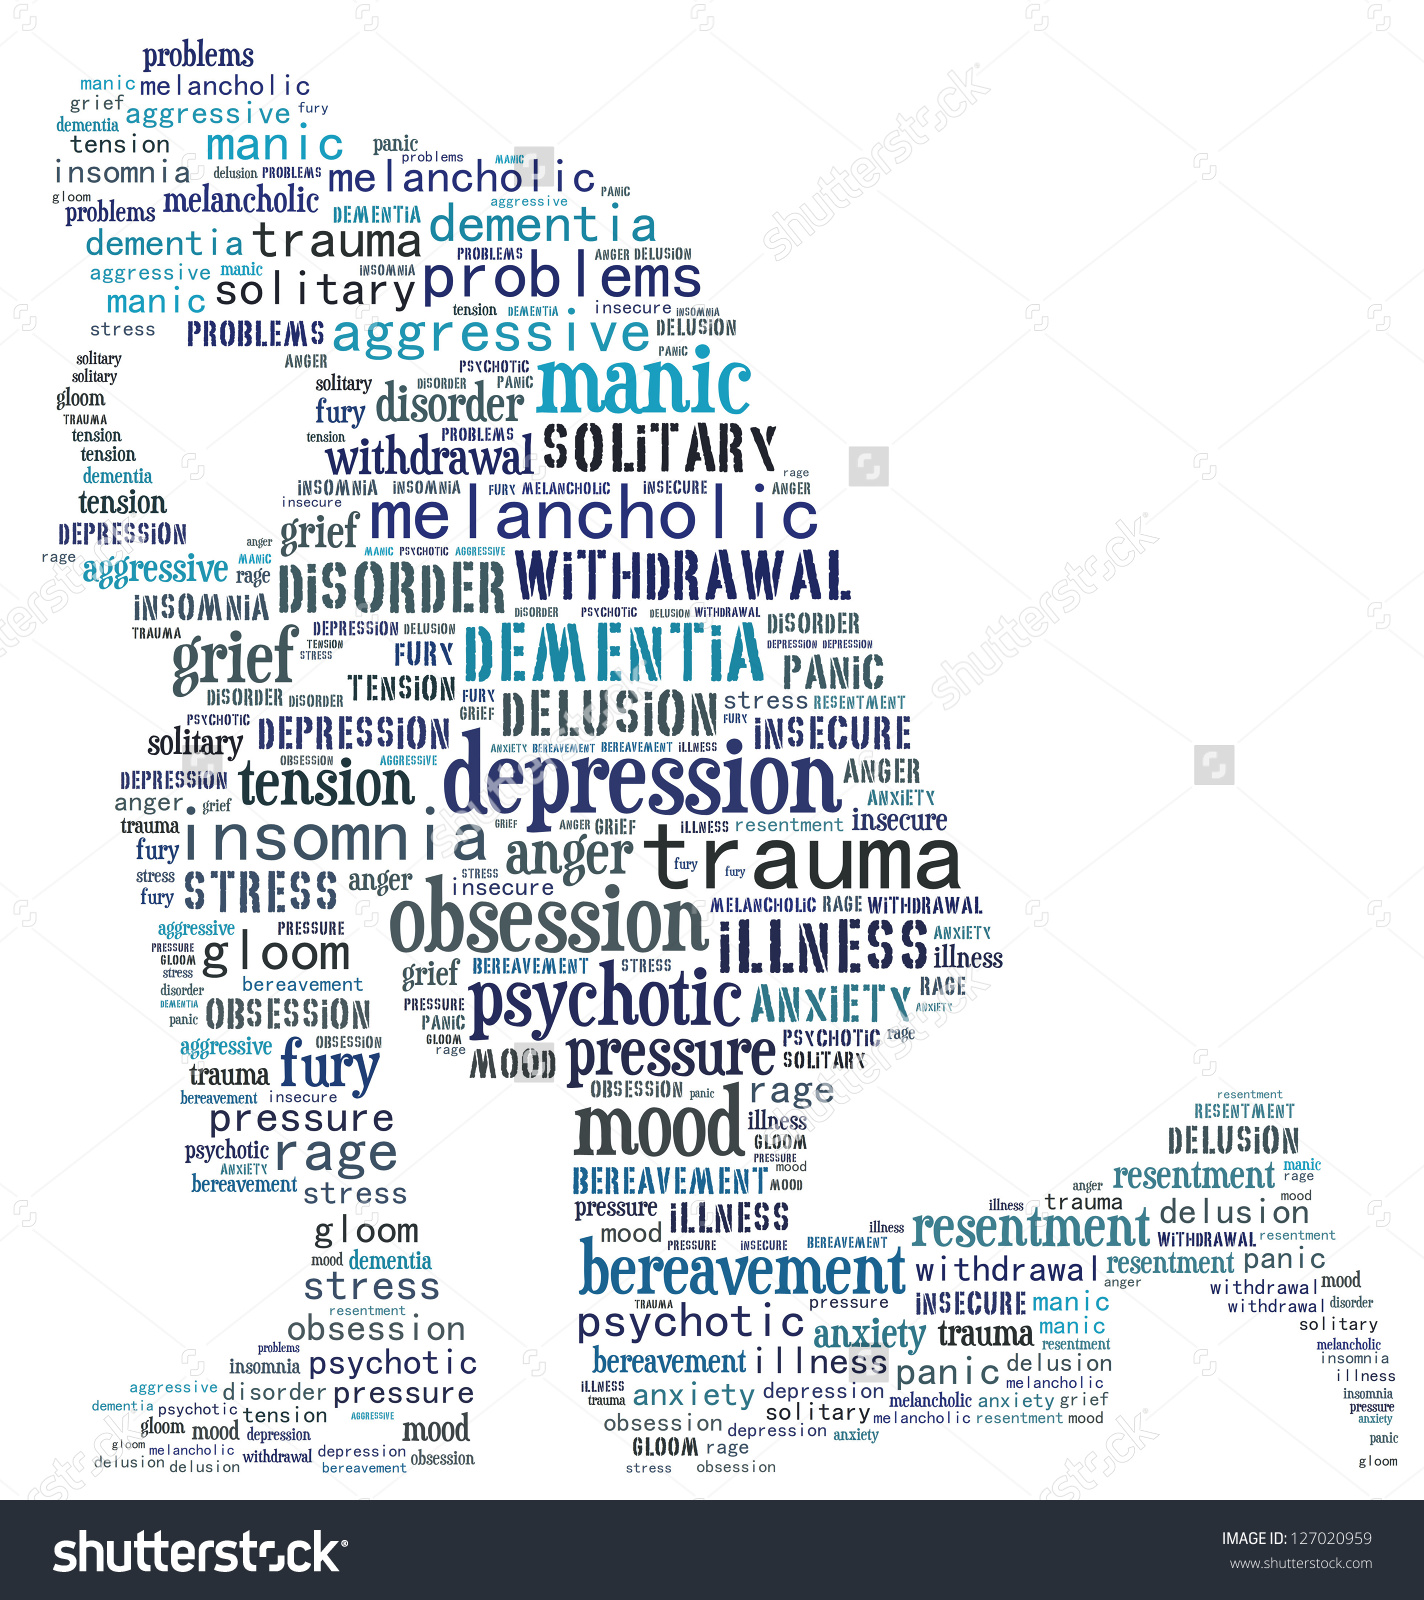 problems
manic melancholic
grief aggressive fury
dementia
tension manic panic
problems MANIC
insomnia delusion PROBLEMS melancholic PANIC
gloom problems melancholic aggressive
DEMENTIA dementia
dementia trauma
PROBLEMS ANGER DELUSION
aggressive manic INSOMNIA problems
manic solitary
tension DEMENTIA insecure INSOMNIA
stress PROBLEMS aggressive DELUSION
solitary ANGER PANIC
solitary PSYCHOTIC manic
gloom solitary DISORDER PANIC
fury disorder
TRAUMA
tension tension PROBLEMS SOLITARY
tension withdrawal
dementia rage
INSOMNIA INSOMNIA FURY MELANCHOLIC INSECURE ANGER
tension insecure melancholic
DEPRESSION grief
rage anger MANIC PSYCHOTIC AGGRESSIVE
aggressive MANIC rage DISORDER WITHDRAWAL
INSOMNIA DISORDER PSYCHOTIC DELUSION WITHDRAWAL
TRAUMA DEPRESSION DELUSION DEMENTIA DISORDER
grief TENSION STRESS FURY DEPRESSION DEPRESSION
PANIC
DISORDER DISORDER TENSION FURY stress RESENTMENT
PSYCHOTIC GRIEF DELUSION FURY
solitary DEPRESSION INSECURE
ANXIETY BEREAVEMENT BEREAVEMENT ILLNESS
OBSESSION AGGRESSIVE
DEPRESSION tension depression ANGER
anger grief ANXIETY
trauma insomnia GRIEF ANGER GRIEF ILLNESS resentment insecure
fury anger trauma
fury fury
stress STRESS anger STRESS
fury insecure
obsession MELANCHOLIC RAGE WITHDRAWAL
aggressive PRESSURE ILLNESS ANXIETY
PRESSURE gloom illness
GLOOM
stress grief BEREAVEMENT STRESS
disorder bereavement psychotic ANXIETY RAGE
DEMENTIA OBSESSION PRESSURE ANXIETY
panic PANIC
aggressive OBSESSION GLOOM PSYCHOTIC rage
fury rage MOOD pressure SOLITARY
trauma
bereavement insecure OBSESSION panic rage
pressure mood illness
resentment
RESENTMENT
psychotic rage GLOOM DELUSION
ANXIETY PRESSURE
bereavement stress mood
BEREAVEMENT MOOD anger resentment manic
rage
pressure ILLNESS illness trauma mood
gloom mood illness resentment delusion
PRESSURE INSECURE BEREAVEMENT WITHDRAWAL resentment
mood dementia bereavement withdrawal resentment panic
stress anger withdrawal mood
resentment TRAUMA pressure INSECURE manic withdrawal disorder
obsession psychotic anxiety trauma manic solitary
problems resentment melancholic
insomnia psychotic bereavement illness panic delusion insomnia
aggressive disorder pressure ILLNESS anxiety depression melancholic illness
dementia psychotic trauma melancholic anxiety grief insomnia
tension AGGRESSIVE solitary melancholic resentment mood pressure
gloom mood depression mood obsession depression anxiety anxiety
gloom melancholic GLOOM rage panic
delusion delusion withdrawal depression obsession gloom
bereavement stress obsession
shutterstock
IMAGE ID: 127020959
www.shutterstock.com